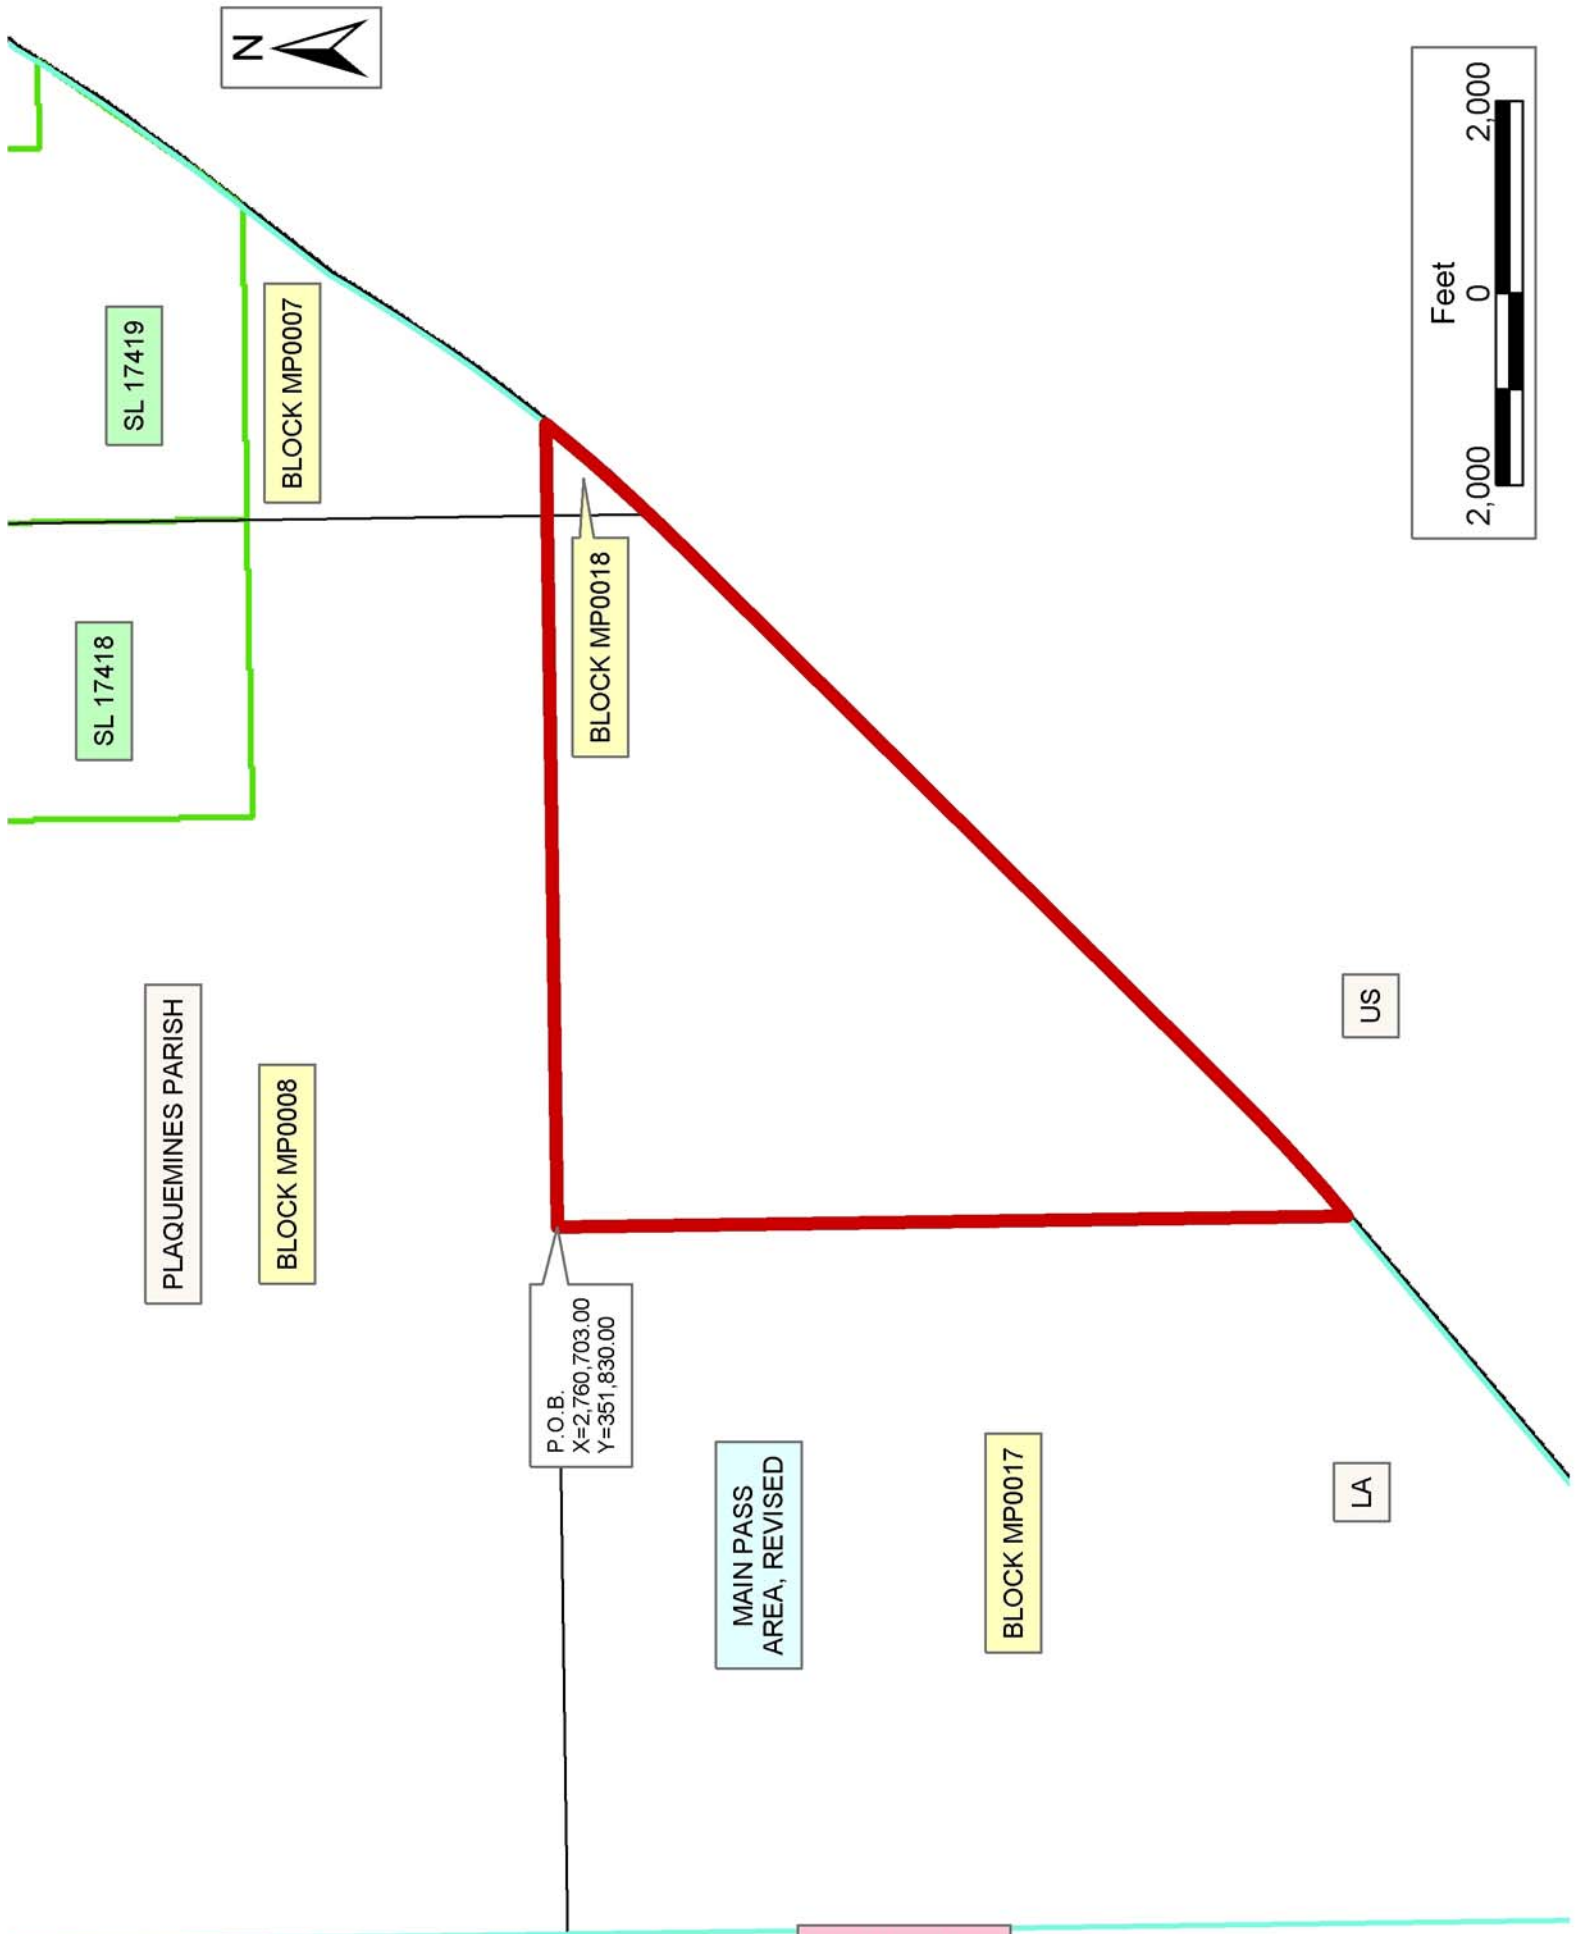 SL 17418
SL 17419
PLAQUEMINES PARISH
N
BLOCK MP0008
BLOCK MP0007
P.O.B.
X=2,760,703.00
Y=351,830.00
BLOCK MP0018
MAIN PASS
AREA, REVISED
BLOCK MP0017
LA
US
Feet
2,000 0 2,000